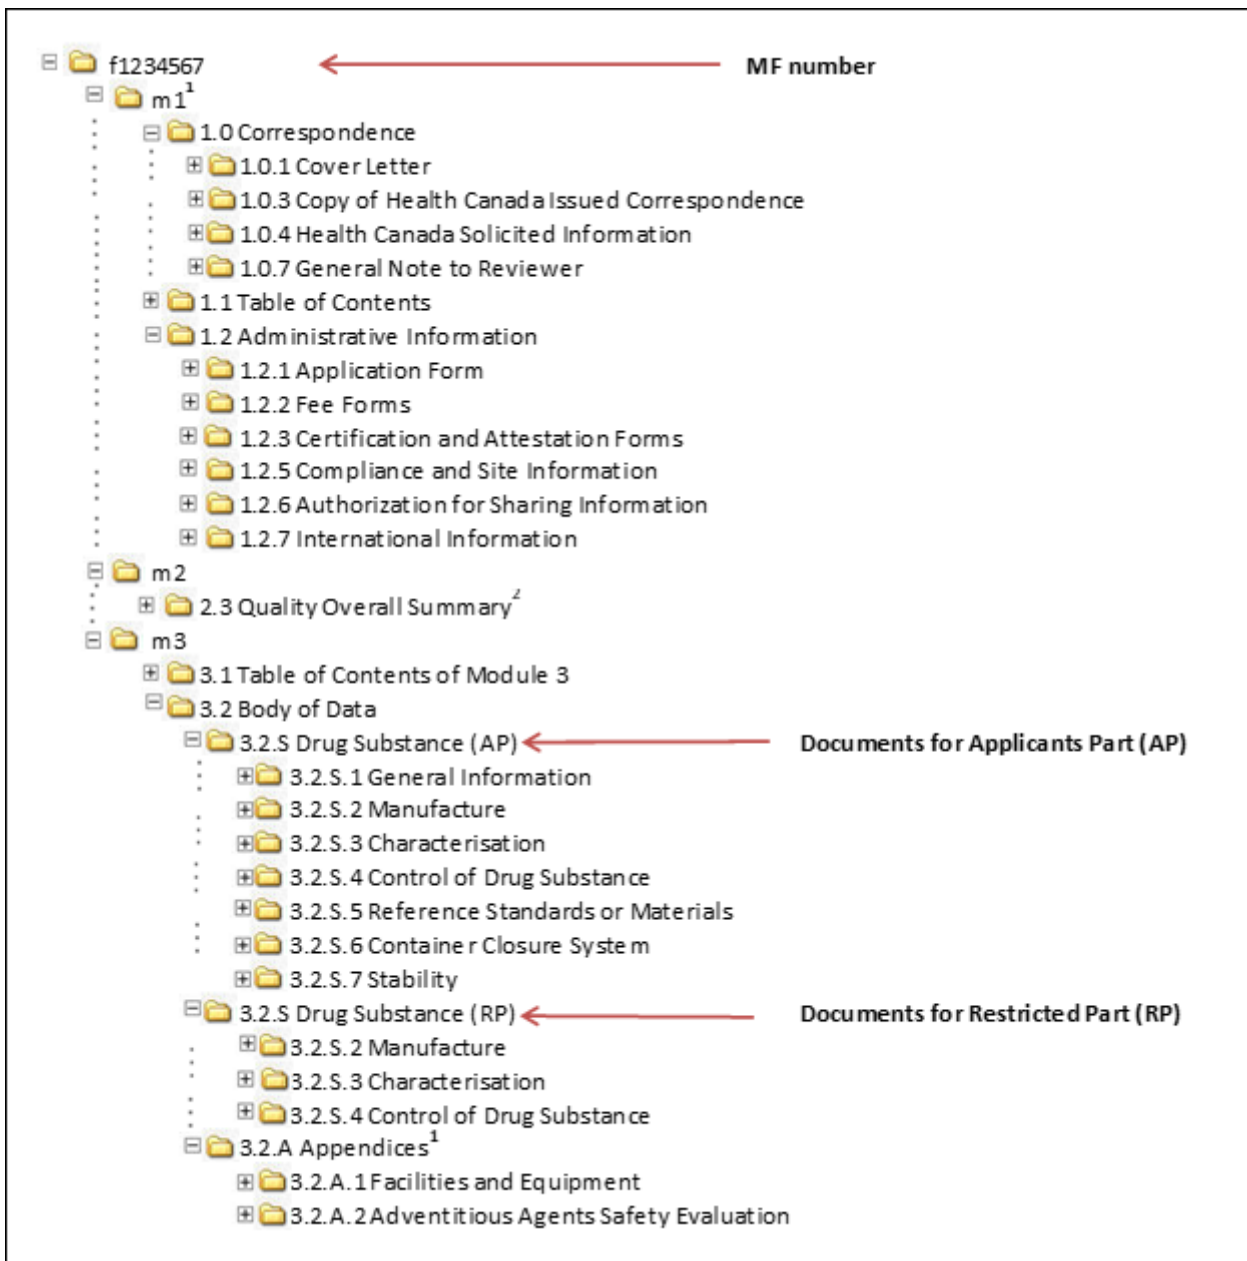 f1234567 MF number
m1¹
1.0 Correspondence
1.0.1 Cover Letter
1.0.3 Copy of Health Canada Issued Correspondence
1.0.4 Health Canada Solicited Information
1.0.7 General Note to Reviewer
1.1 Table of Contents
1.2 Administrative Information
1.2.1 Application Form
1.2.2 Fee Forms
1.2.3 Certification and Attestation Forms
1.2.5 Compliance and Site Information
1.2.6 Authorization for Sharing Information
1.2.7 International Information
m2
2.3 Quality Overall Summary²
m3
3.1 Table of Contents of Module 3
3.2 Body of Data
3.2.S Drug Substance (AP) Documents for Applicants Part (AP)
3.2.S.1 General Information
3.2.S.2 Manufacture
3.2.S.3 Characterisation
3.2.S.4 Control of Drug Substance
3.2.S.5 Reference Standards or Materials
3.2.S.6 Container Closure System
3.2.S.7 Stability
3.2.S Drug Substance (RP) Documents for Restricted Part (RP)
3.2.S.2 Manufacture
3.2.S.3 Characterisation
3.2.S.4 Control of Drug Substance
3.2.A Appendices¹
3.2.A.1 Facilities and Equipment
3.2.A.2 Adventitious Agents Safety Evaluation